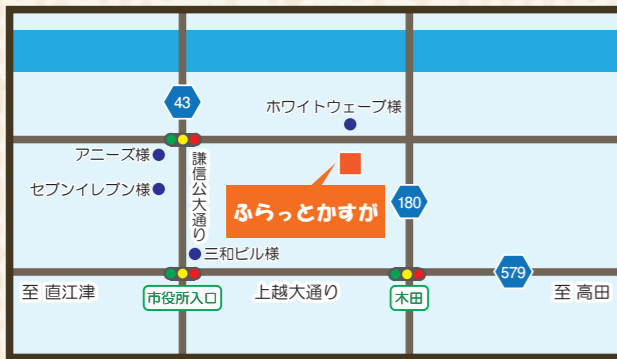 43
ホワイトウェーブ様
アニーズ様
セブンイレブン様
謙信公大通り
ふらっとかすが
180
三和ビル様
579
至 直江津
市役所入口
上越大通り
木田
至 高田